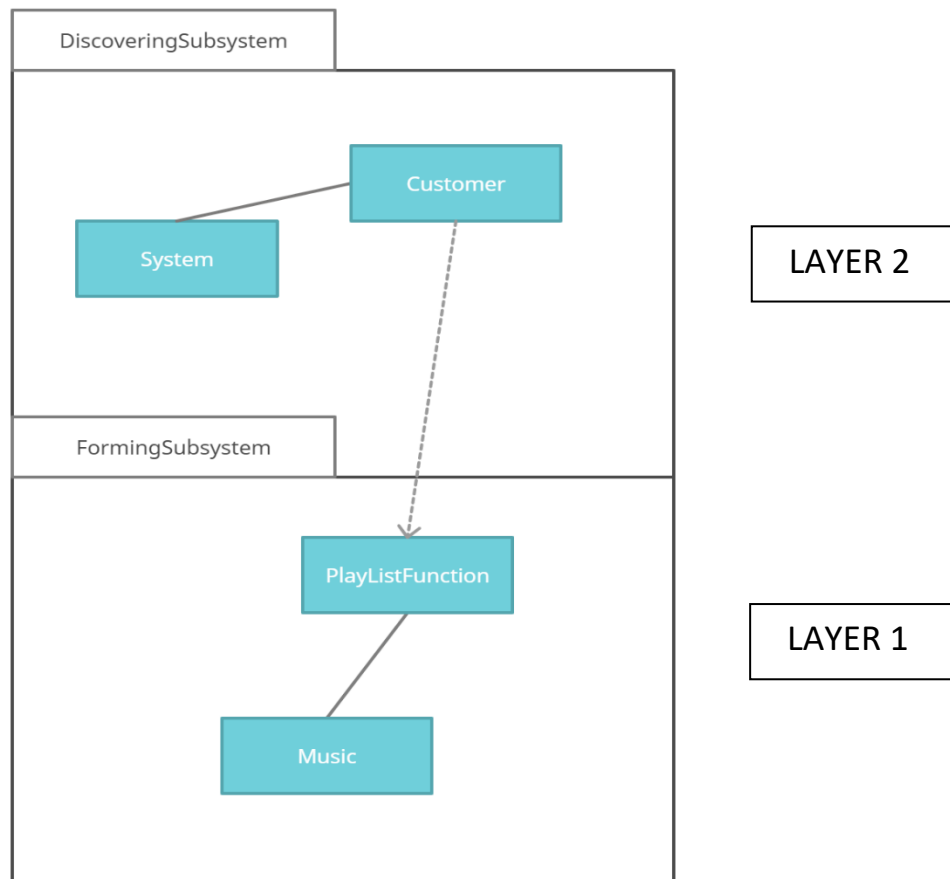 DiscoveringSubsystem
Customer
System
LAYER 2
FormingSubsystem
PlayListFunction
LAYER 1
Music